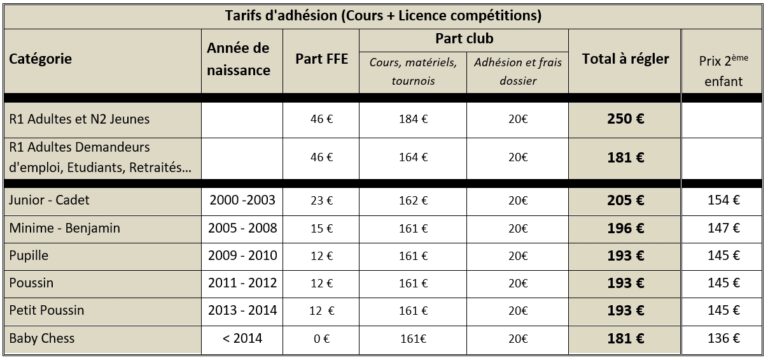 Tarifs d'adhésion (Cours + Licence compétitions)
Catégorie Année de naissance Part FFE Part club Total à régler Prix 2ème enfant
Cours, matériels, tournois Adhésion et frais dossier
R1 Adultes et N2 Jeunes 46 € 184 € 20€ 250 €
R1 Adultes Demandeurs d'emploi, Etudiants, Retraités... 46 € 164 € 20€ 181 €
Junior - Cadet 2000 -2003 23 € 162 € 20€ 205 € 154 €
Minime - Benjamin 2005 - 2008 15 € 161 € 20€ 196 € 147 €
Pupille 2009 - 2010 12 € 161 € 20€ 193 € 145 €
Poussin 2011 - 2012 12 € 161 € 20€ 193 € 145 €
Petit Poussin 2013 - 2014 12 € 161 € 20€ 193 € 145 €
Baby Chess < 2014 0 € 161€ 20€ 181 € 136 €